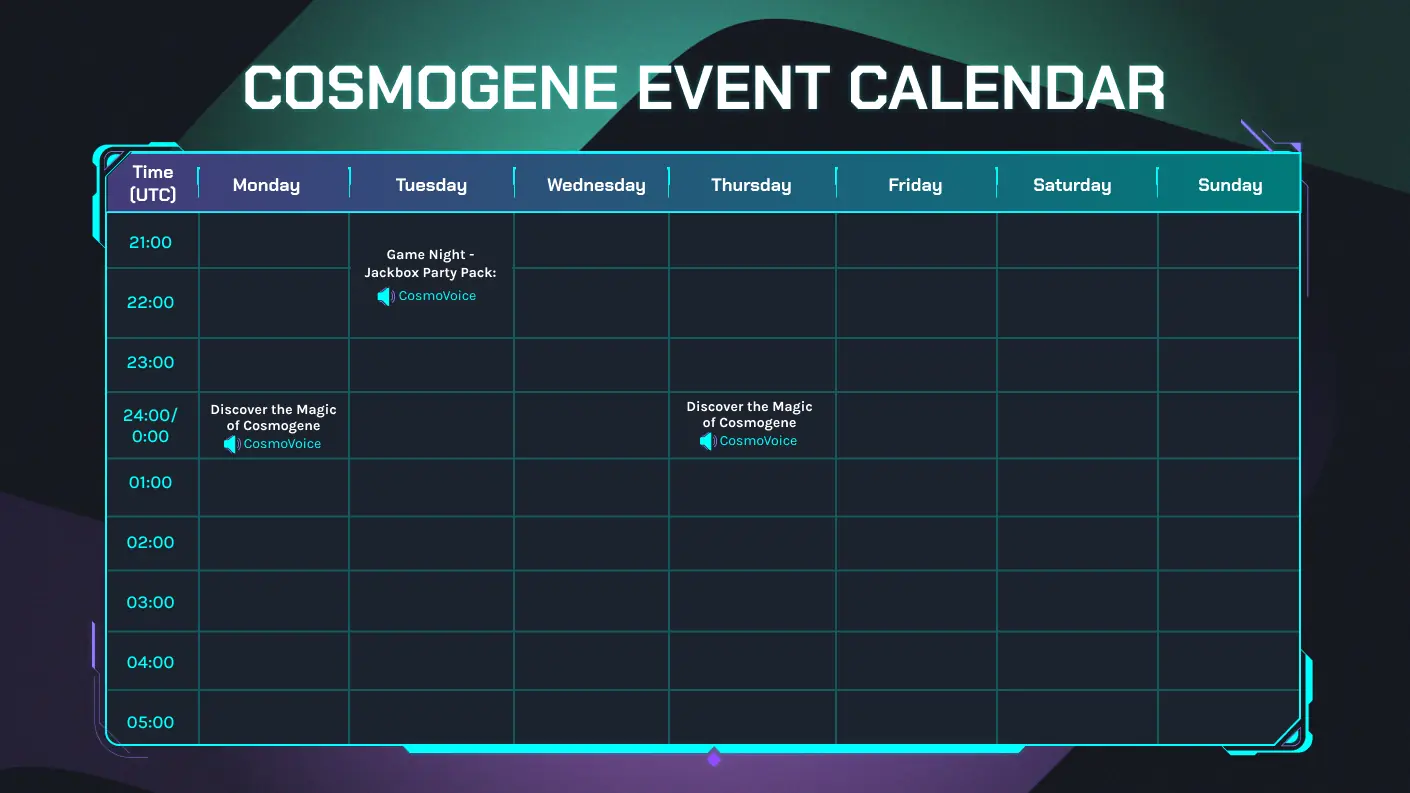 COSMOGENE EVENT CALENDAR
Time
(UTC)
Monday
Tuesday
Wednesday
Thursday
Friday
Saturday
Sunday
21:00
Game Night -
Jackbox Party Pack:
CosmoVoice
22:00
23:00
24:00/
0:00
Discover the Magic
of Cosmogene
CosmoVoice
Discover the Magic
of Cosmogene
CosmoVoice
01:00
02:00
03:00
04:00
05:00